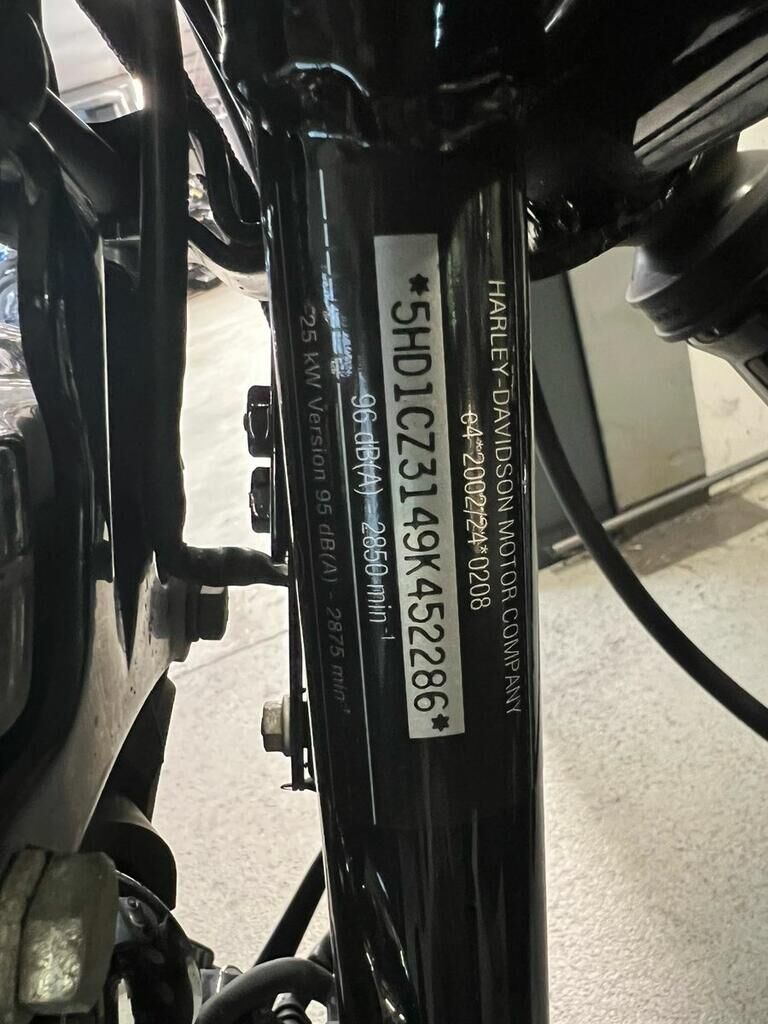 HARLEY-DAVIDSON MOTOR COMPANY
e4*2002/24*0208
*5HD1CZ3149K452286*
96 dB(A) - 2850 min⁻¹
25 kW Version 95 dB(A) - 2875 min⁻¹